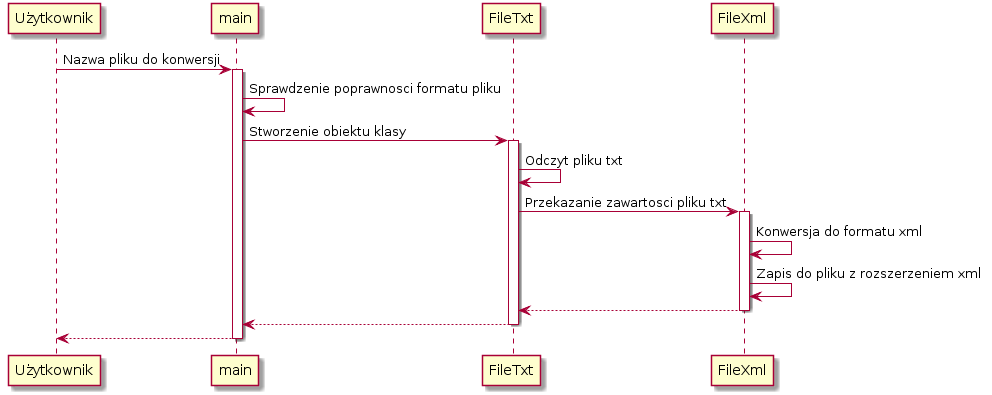 Użytkownik
main
FileTxt
FileXml
Nazwa pliku do konwersji
Sprawdzenie poprawnosci formatu pliku
Stworzenie obiektu klasy
Odczyt pliku txt
Przekazanie zawartosci pliku txt
Konwersja do formatu xml
Zapis do pliku z rozszerzeniem xml
Użytkownik
main
FileTxt
FileXml